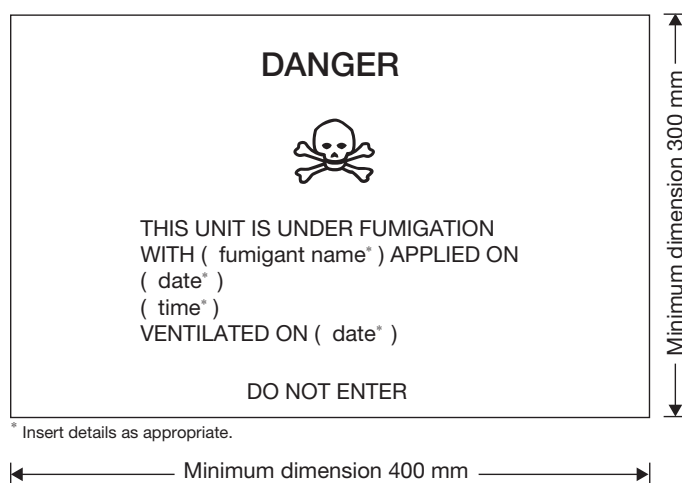 DANGER
THIS UNIT IS UNDER FUMIGATION
WITH ( fumigant name* ) APPLIED ON
( date* )
( time* )
VENTILATED ON ( date* )
DO NOT ENTER
* Insert details as appropriate.
Minimum dimension 400 mm
Minimum dimension 300 mm